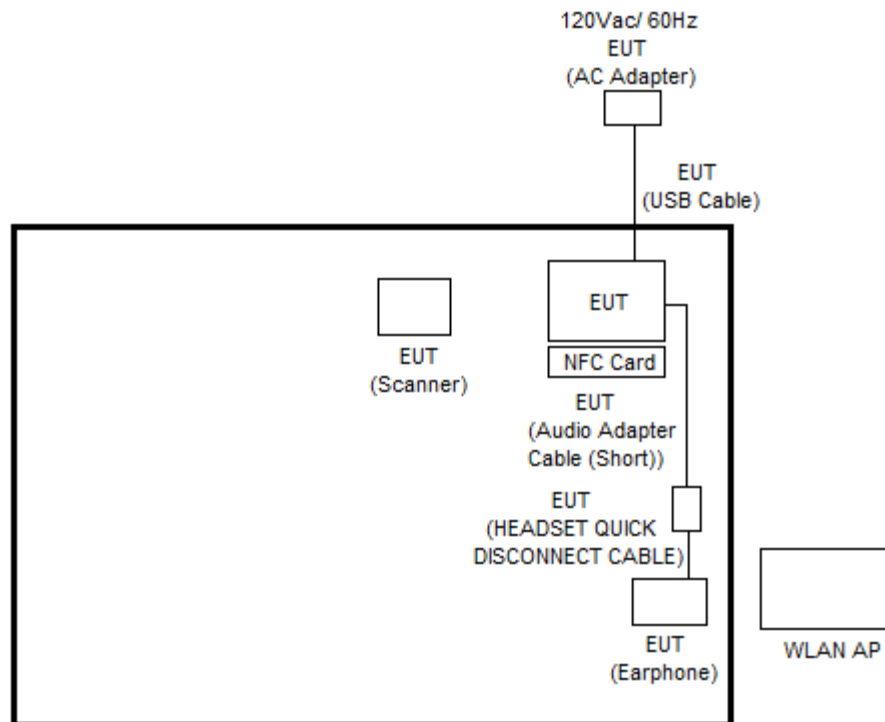 120Vac/ 60Hz
EUT
(AC Adapter)
EUT
(USB Cable)
EUT
NFC Card
EUT
(Scanner)
EUT
(Audio Adapter
Cable (Short))
EUT
(HEADSET QUICK
DISCONNECT CABLE)
EUT
(Earphone)
WLAN AP